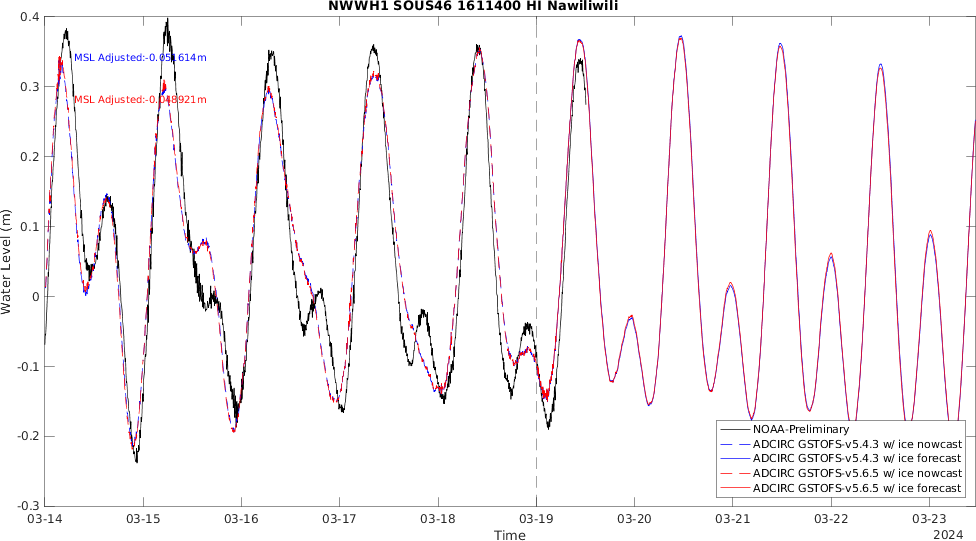 NWWH1 SOUS46 1611400 HI Nawiliwili
0.4
0.3
0.2
0.1
0
-0.1
-0.2
-0.3
Water Level (m)
MSL Adjusted:-0.051614m
MSL Adjusted:-0.048921m
NOAA-Preliminary
ADCIRC GSTOFS-v5.4.3 w/ ice nowcast
ADCIRC GSTOFS-v5.4.3 w/ ice forecast
ADCIRC GSTOFS-v5.6.5 w/ ice nowcast
ADCIRC GSTOFS-v5.6.5 w/ ice forecast
03-14 03-15 03-16 03-17 03-18 03-19 03-20 03-21 03-22 03-23
Time
2024